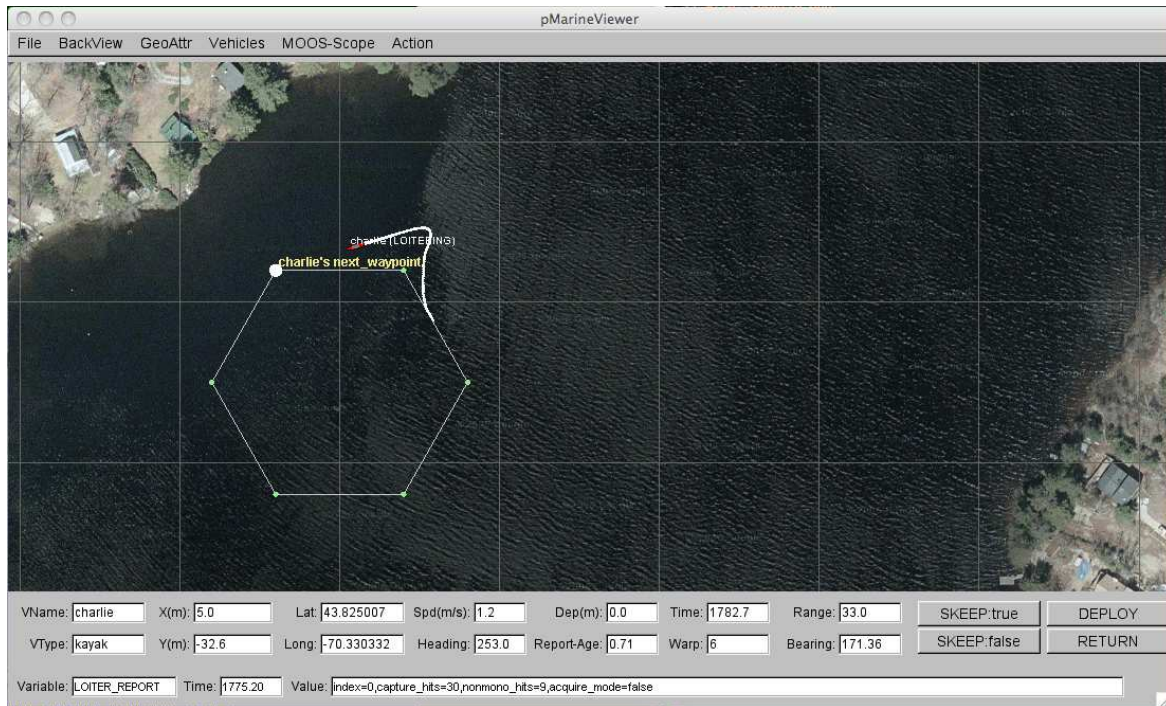 pMarineViewer
File BackView GeoAttr Vehicles MOOS-Scope Action
charlie (LOITERING)
charlie's next_waypoint
VName: charlie X(m): 5.0 Lat: 43.825007 Spd(m/s): 1.2 Dep(m): 0.0 Time: 1782.7 Range: 33.0 SKEEP:true DEPLOY
VType: kayak Y(m): -32.6 Long: -70.330332 Heading: 253.0 Report-Age: 0.71 Warp: 6 Bearing: 171.36 SKEEP:false RETURN
Variable: LOITER_REPORT Time: 1775.20 Value: index=0,capture_hits=30,nonmono_hits=9,acquire_mode=false